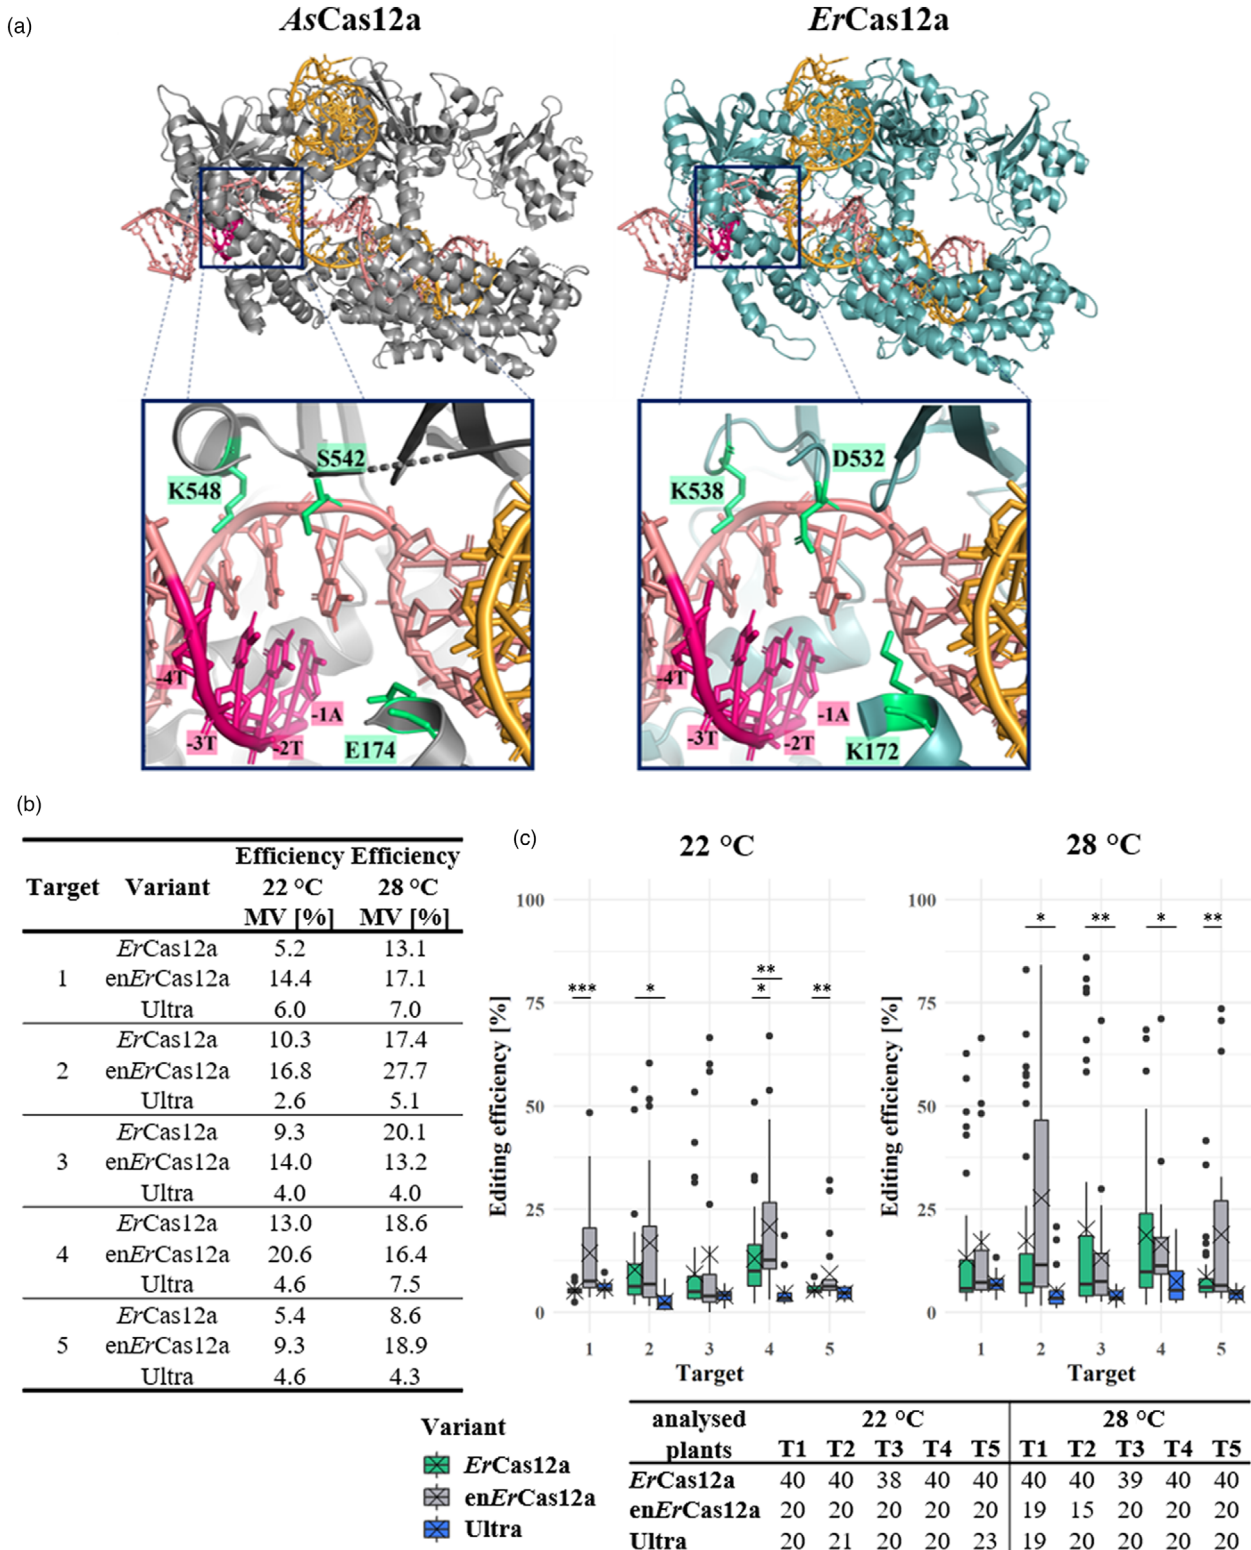 (a)
AsCas12a
ErCas12a
K548
S542
-4T
-3T
-2T
-1A
E174
K538
D532
-4T
-3T
-2T
-1A
K172
(b)
Efficiency Efficiency
Target Variant 22 °C 28 °C
MV [%] MV [%]
ErCas12a 5.2 13.1
1 enErCas12a 14.4 17.1
Ultra 6.0 7.0
ErCas12a 10.3 17.4
2 enErCas12a 16.8 27.7
Ultra 2.6 5.1
ErCas12a 9.3 20.1
3 enErCas12a 14.0 13.2
Ultra 4.0 4.0
ErCas12a 13.0 18.6
4 enErCas12a 20.6 16.4
Ultra 4.6 7.5
ErCas12a 5.4 8.6
5 enErCas12a 9.3 18.9
Ultra 4.6 4.3
(c)
22 °C
Editing efficiency [%]
100
75
50
25
0
*** * ** * **
1 2 3 4 5
Target
28 °C
Editing efficiency [%]
100
75
50
25
0
* ** * **
1 2 3 4 5
Target
Variant
ErCas12a
enErCas12a
Ultra
analysed 22 °C 28 °C
plants T1 T2 T3 T4 T5 T1 T2 T3 T4 T5
ErCas12a 40 40 38 40 40 40 40 39 40 40
enErCas12a 20 20 20 20 20 19 15 20 20 20
Ultra 20 21 20 20 23 19 20 20 20 20